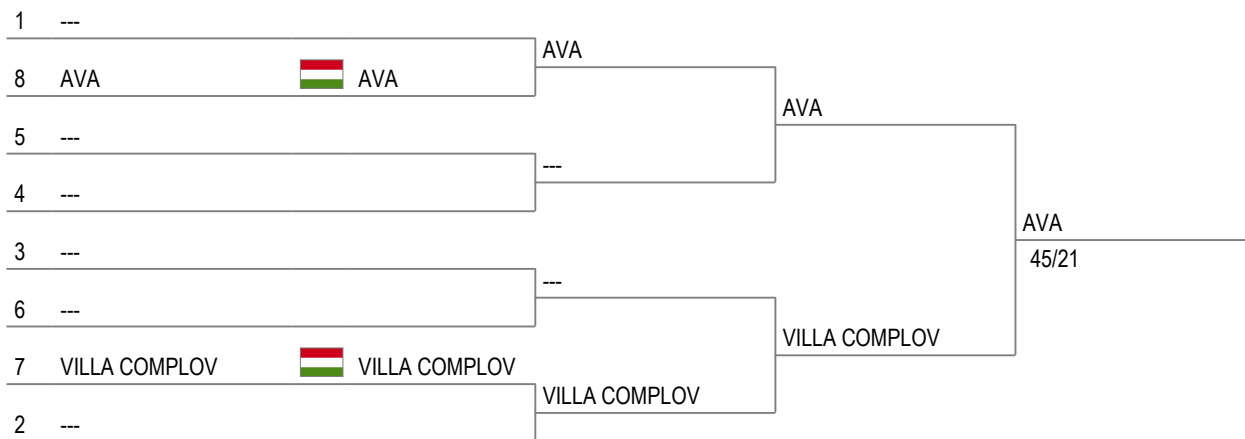 1 ---
AVA
8 AVA AVA
AVA
5 ---
---
4 ---
AVA
3 ---
45/21
---
6 ---
VILLA COMPLOV
7 VILLA COMPLOV VILLA COMPLOV
VILLA COMPLOV
2 ---